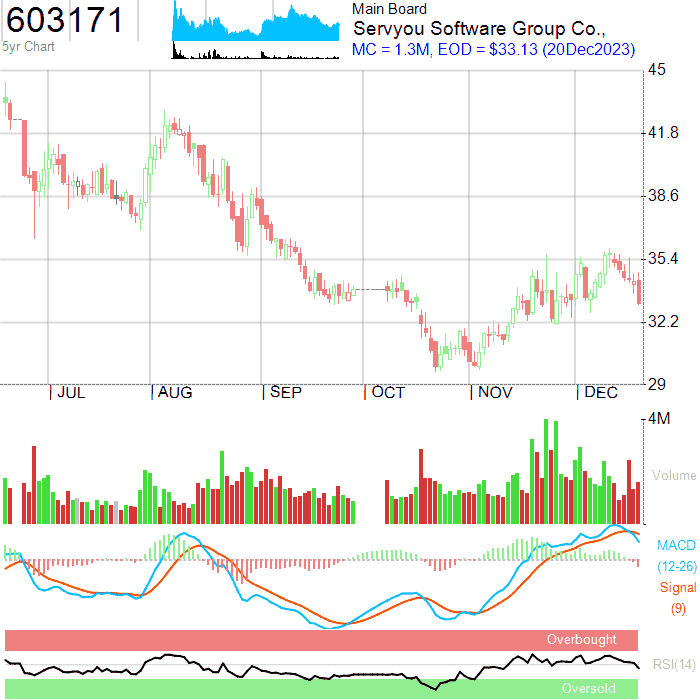 603171
5yr Chart
Main Board
Servyou Software Group Co.,
MC = 1.3M, EOD = $33.13 (20Dec2023)
45
41.8
38.6
35.4
32.2
29
JUL AUG SEP OCT NOV DEC
4M
Volume
MACD
(12-26)
Signal
(9)
Overbought
RSI(14)
Oversold